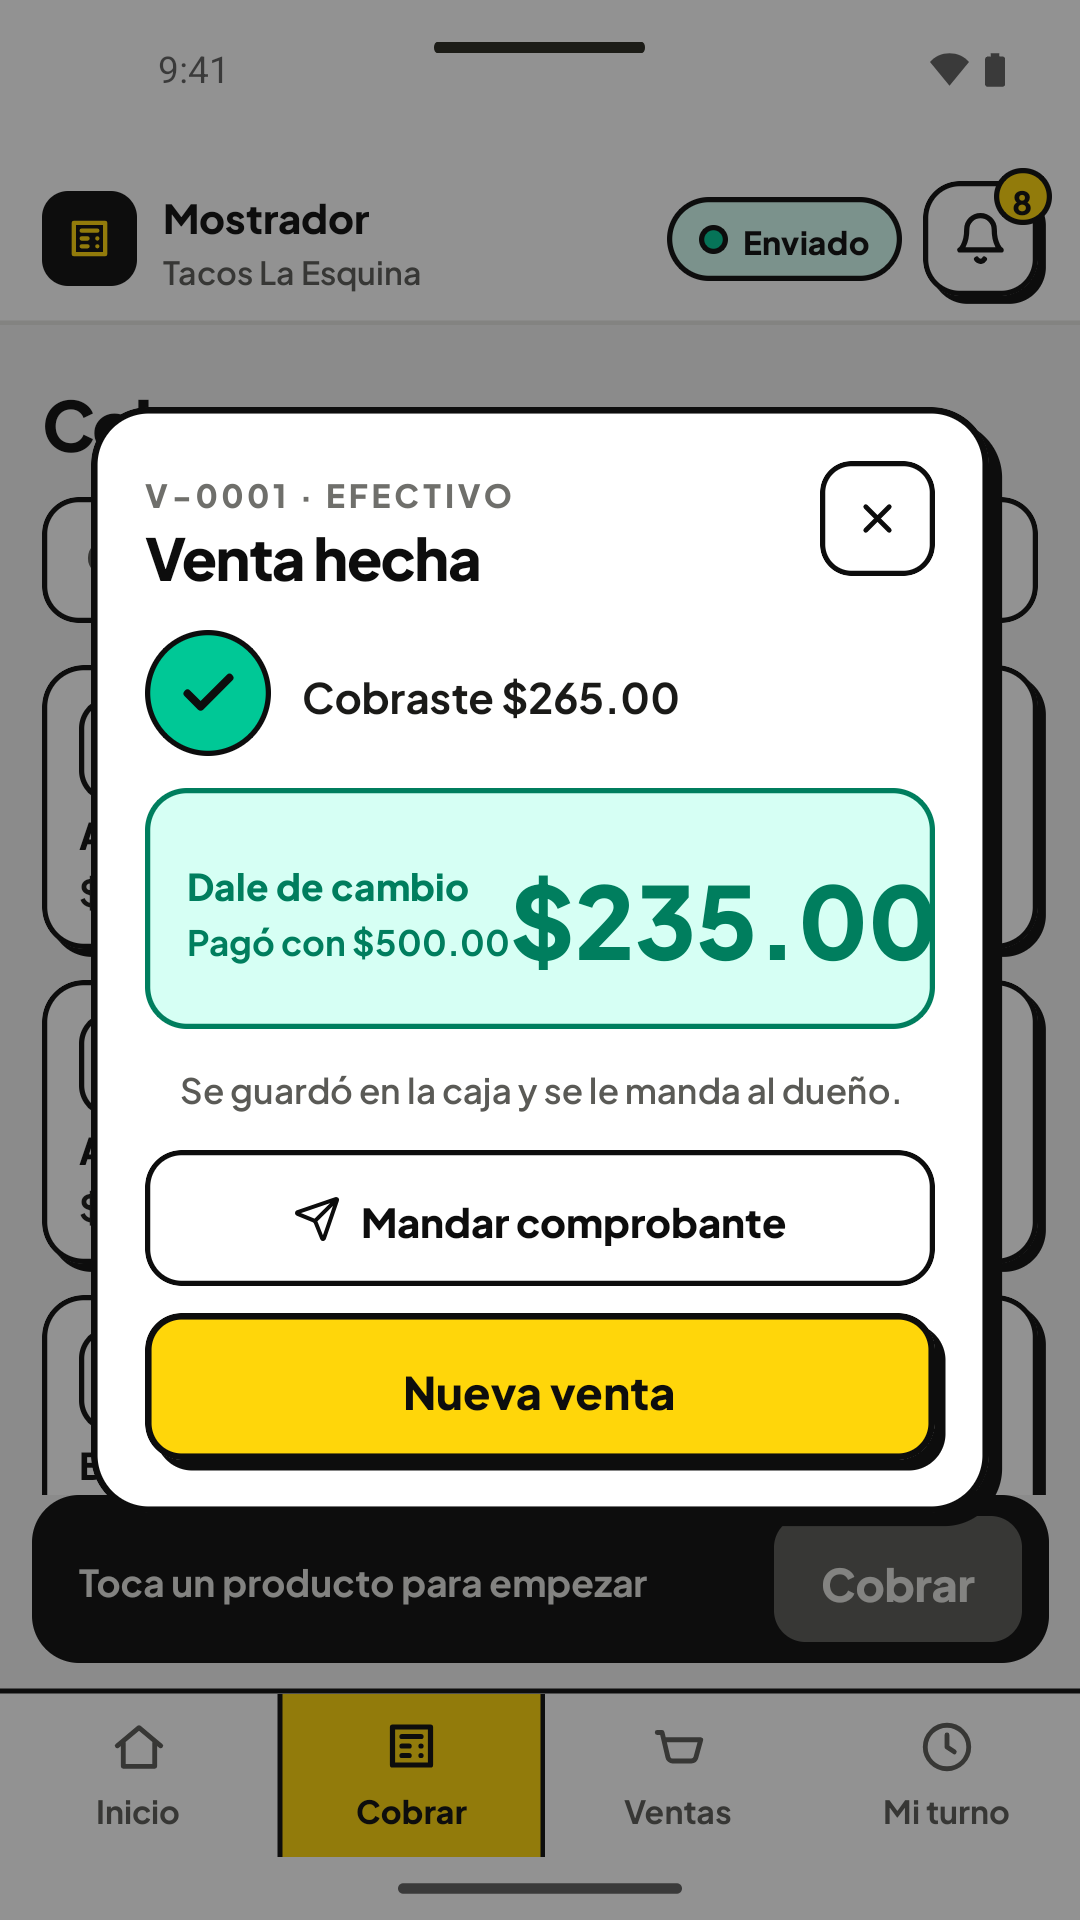 9:41
Mostrador
Tacos La Esquina
Enviado
8
V-0001 · EFECTIVO
Venta hecha
Cobraste $265.00
Dale de cambio
Pagó con $500.00
$235.00
Se guardó en la caja y se le manda al dueño.
Mandar comprobante
Nueva venta
Toca un producto para empezar
Cobrar
Inicio
Cobrar
Ventas
Mi turno